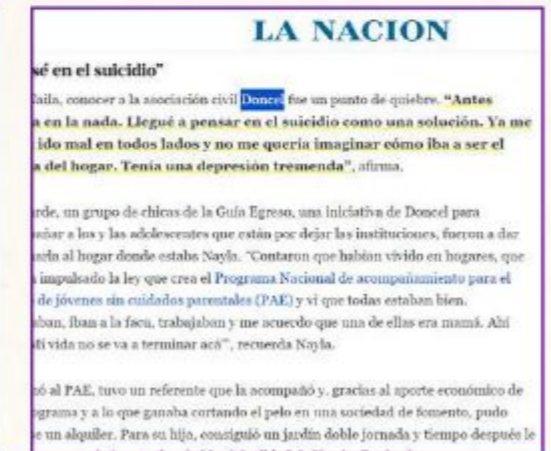 LA NACION
sé en el suicidio”
aila, conocer a la asociación civil Doncel fue un punto de quiebre. “Antes
a en la nada. Llegué a pensar en el suicidio como una solución. Ya me
ido mal en todos lados y no me quería imaginar cómo iba a ser el
a del hogar. Tenía una depresión tremenda”, afirma.
arde, un grupo de chicas de la Guía Egreso, una iniciativa de Doncel para
añar a los y las adolescentes que están por dejar las instituciones, fueron a dar
arla al hogar donde estaba Nayla. “Contaron que habían vivido en hogares, que
impulsado la ley que crea el Programa Nacional de acompañamiento para el
de jóvenes sin cuidados parentales (PAE) y vi que todas estaban bien.
aban, iban a la facu, trabajaban y me acuerdo que una de ellas era mamá. Ahí
Mi vida no se va a terminar acá”, recuerda Nayla.
ó al PAE, tuvo un referente que la acompañó y, gracias al aporte económico de
ograma y a lo que ganaba cortando el pelo en una sociedad de fomento, pudo
e un alquiler. Para su hijo, consiguió un jardín doble jornada y tiempo después le